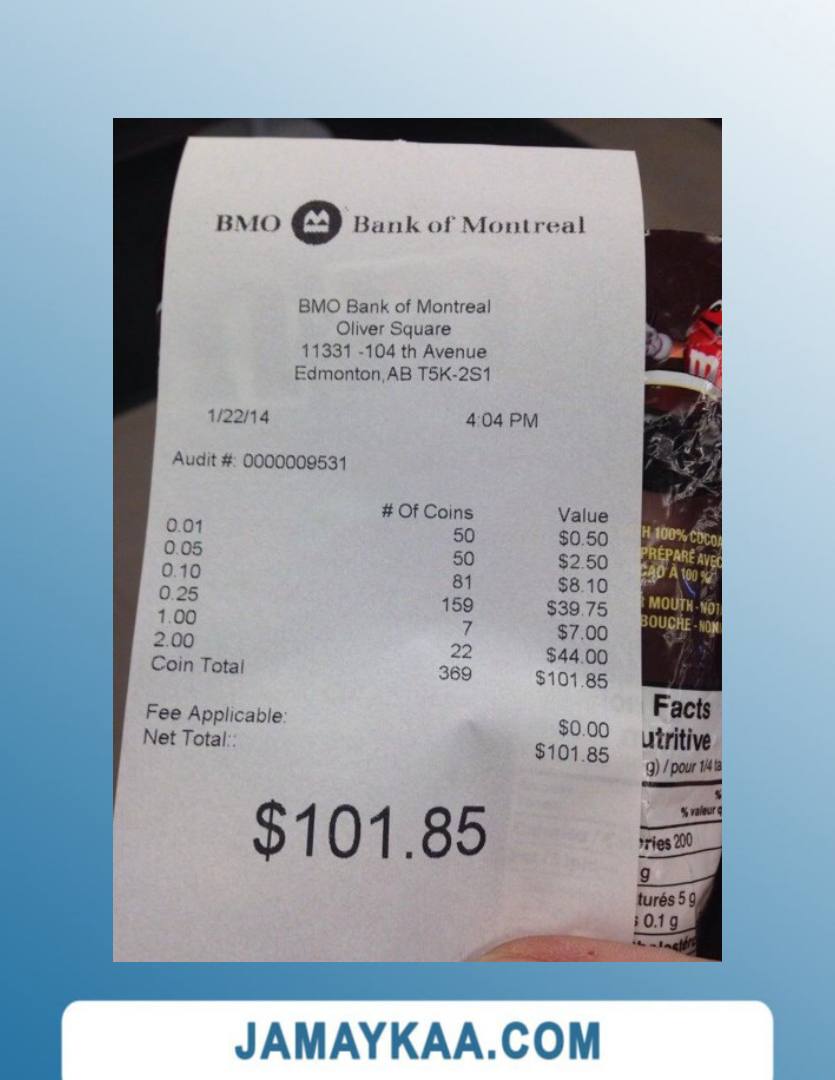 BMO Bank of Montreal
BMO Bank of Montreal
Oliver Square
11331 -104 th Avenue
Edmonton,AB T5K-2S1
1/22/14 4:04 PM
Audit #: 0000009531
# Of Coins Value
0.01 50 $0.50
0.05 50 $2.50
0.10 81 $8.10
0.25 159 $39.75
1.00 7 $7.00
2.00 22 $44.00
Coin Total 369 $101.85
Fee Applicable: $0.00
Net Total:: $101.85
$101.85
m
100% COCOA
PRÉPARÉ AVEC
À 100 %
MOUTH - NOT
BOUCHE - NON
Facts
g) / pour 1/4
%
% valeur
200
g
5 g
0.1 g
JAMAYKAA.COM